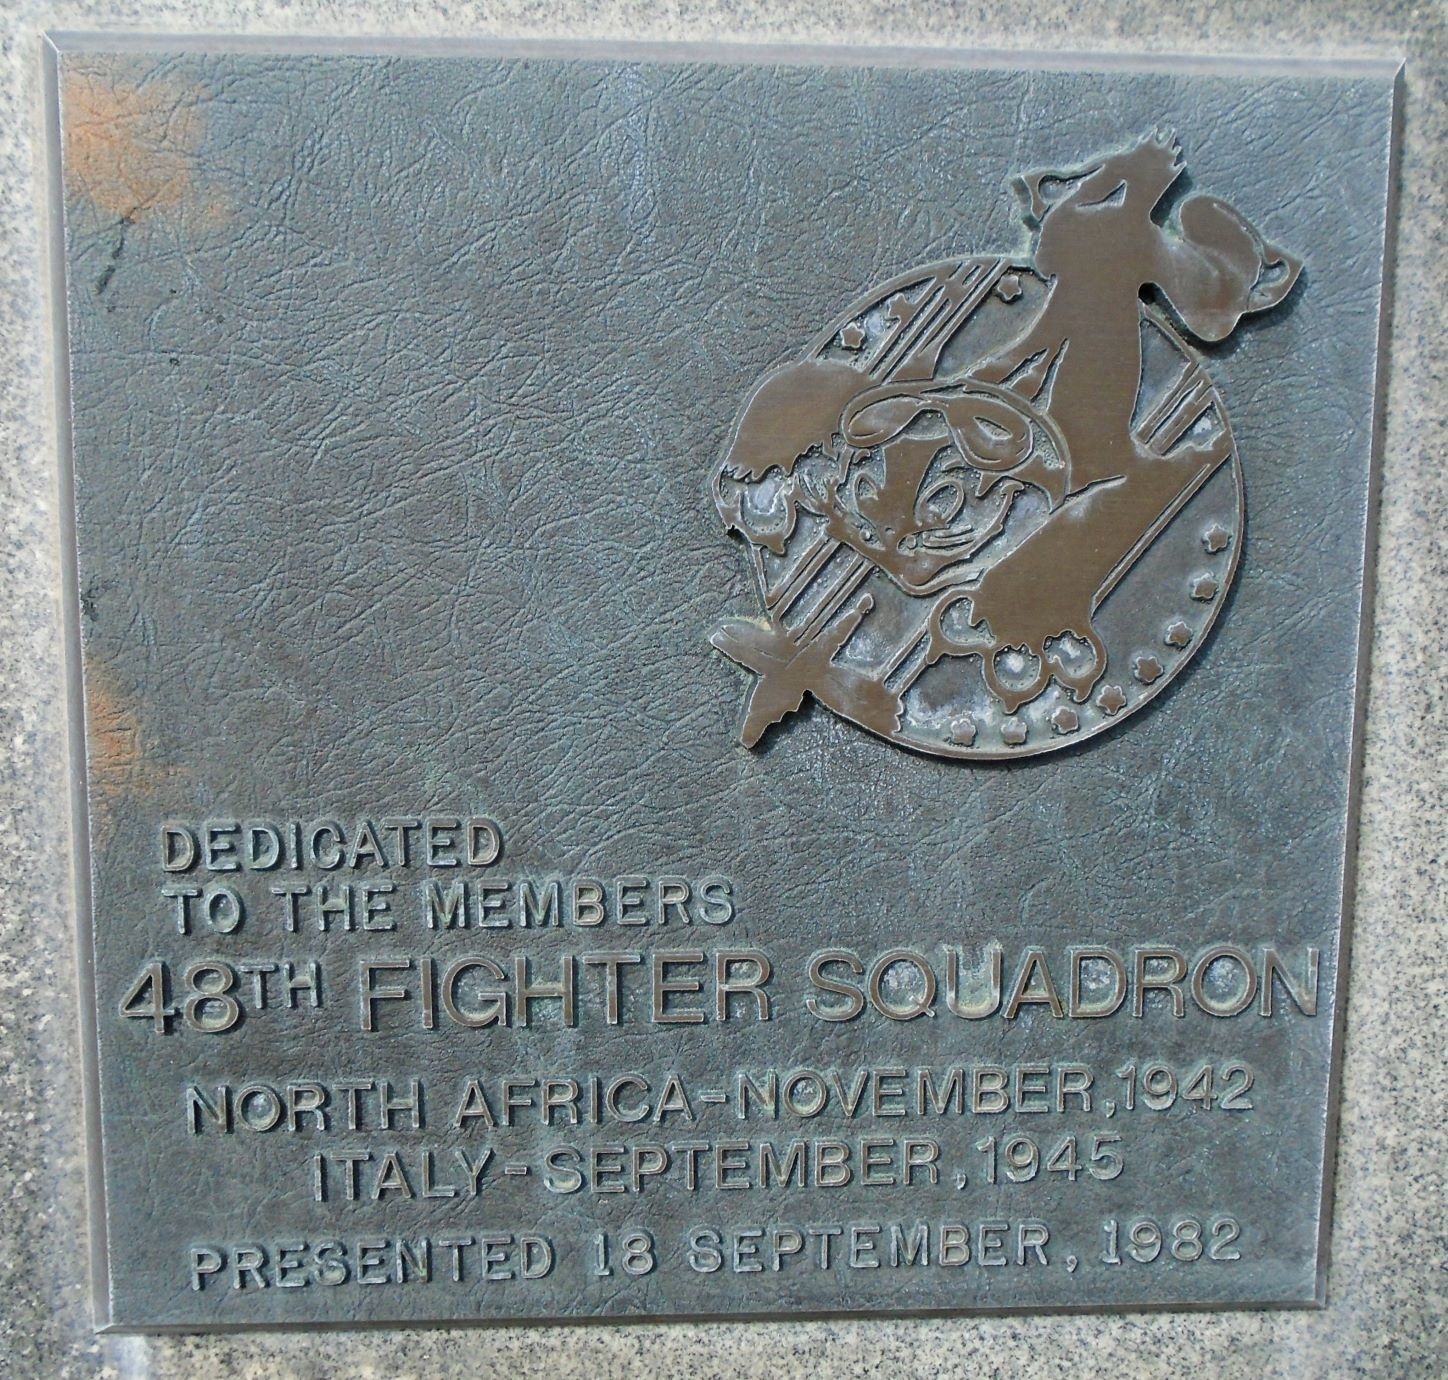 DEDICATED
TO THE MEMBERS
48TH FIGHTER SQUADRON
NORTH AFRICA-NOVEMBER,1942
ITALY-SEPTEMBER,1945
PRESENTED 18 SEPTEMBER, 1982